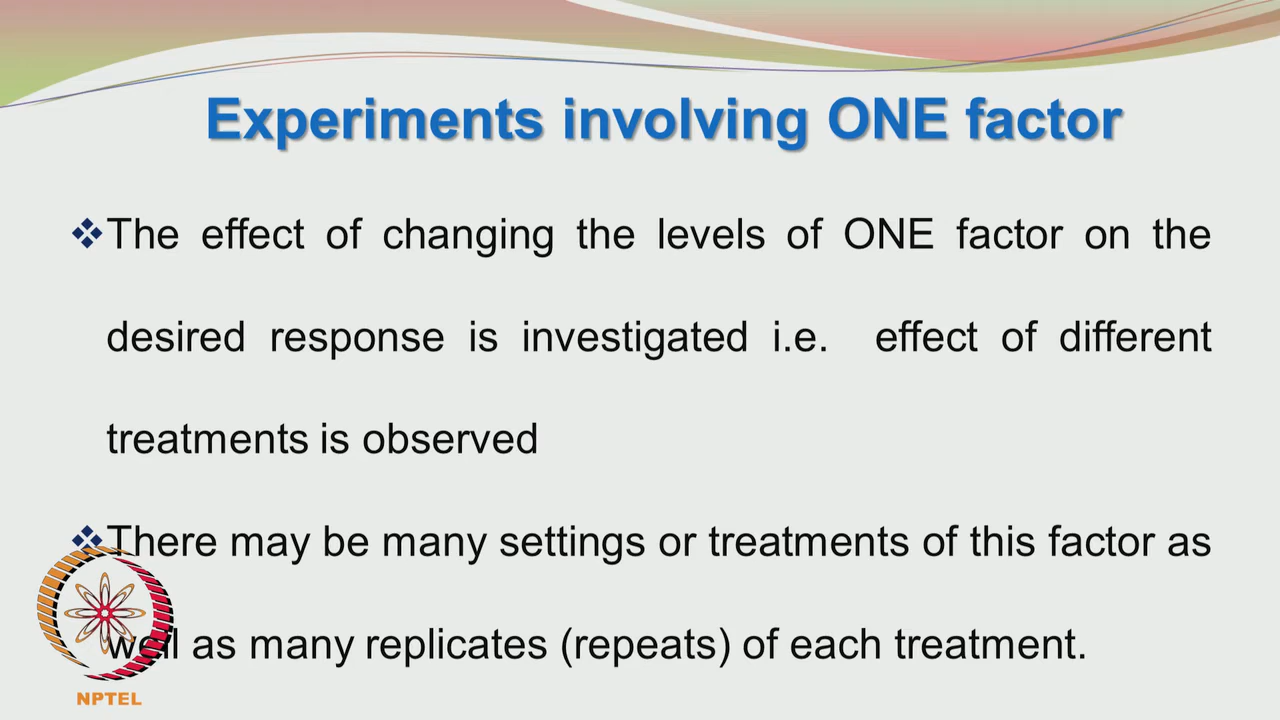 Experiments involving ONE factor
❖The effect of changing the levels of ONE factor on the
desired response is investigated i.e. effect of different
treatments is observed
❖There may be many settings or treatments of this factor as
well as many replicates (repeats) of each treatment.
NPTEL